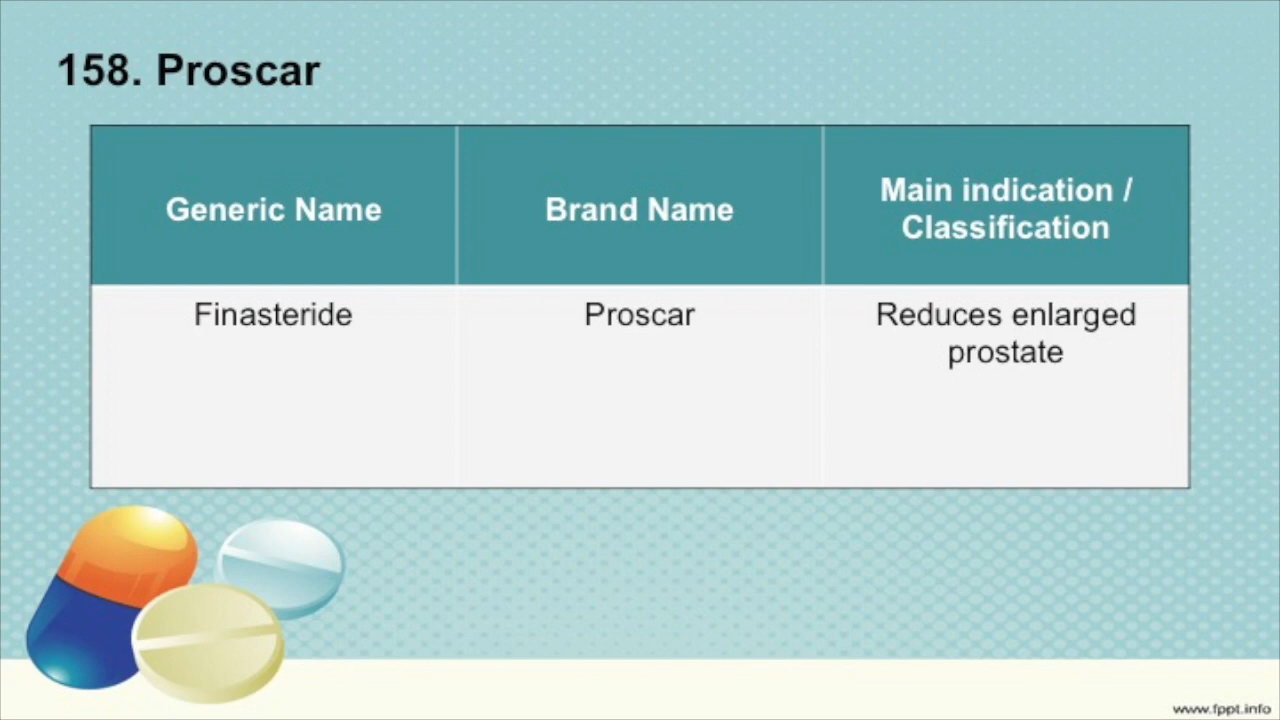 158. Proscar
Generic Name
Brand Name
Main indication /
Classification
Finasteride
Proscar
Reduces enlarged
prostate
www.fppt.info